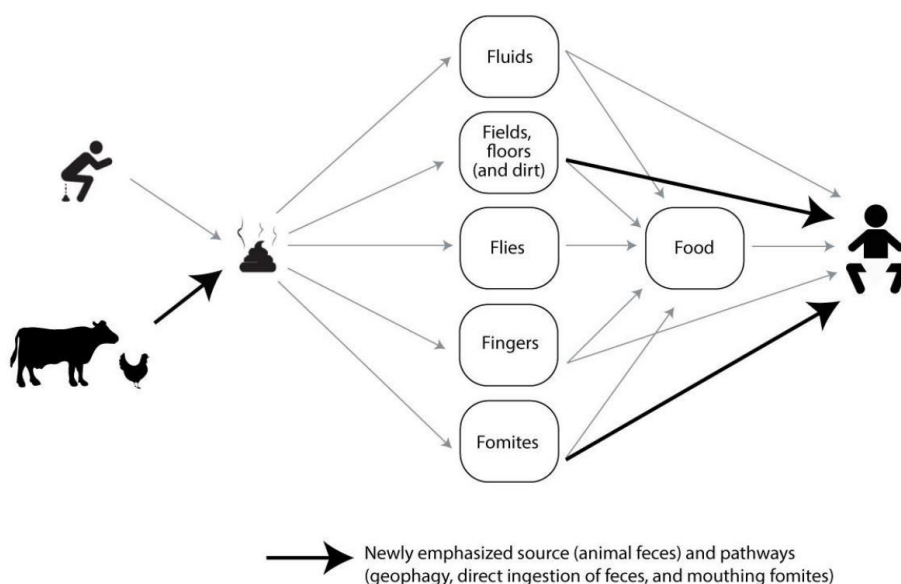 Fluids
Fields,
floors
(and dirt)
Flies
Food
Fingers
Fomites
Newly emphasized source (animal feces) and pathways
(geophagy, direct ingestion of feces, and mouthing fomites)